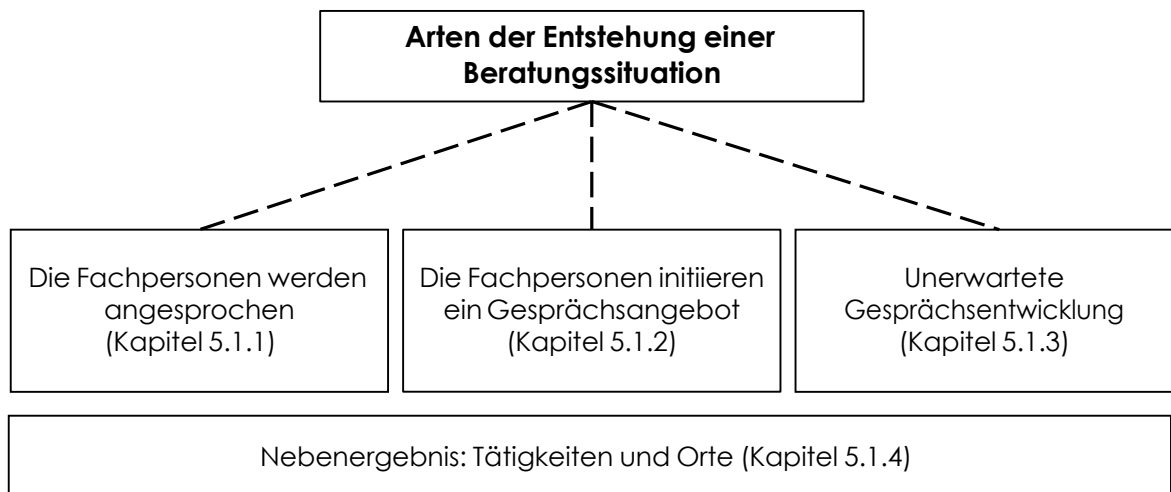 Arten der Entstehung einer
Beratungssituation
Die Fachpersonen werden
angesprochen
(Kapitel 5.1.1)
Die Fachpersonen initiieren
ein Gesprächsangebot
(Kapitel 5.1.2)
Unerwartete
Gesprächsentwicklung
(Kapitel 5.1.3)
Nebenergebnis: Tätigkeiten und Orte (Kapitel 5.1.4)